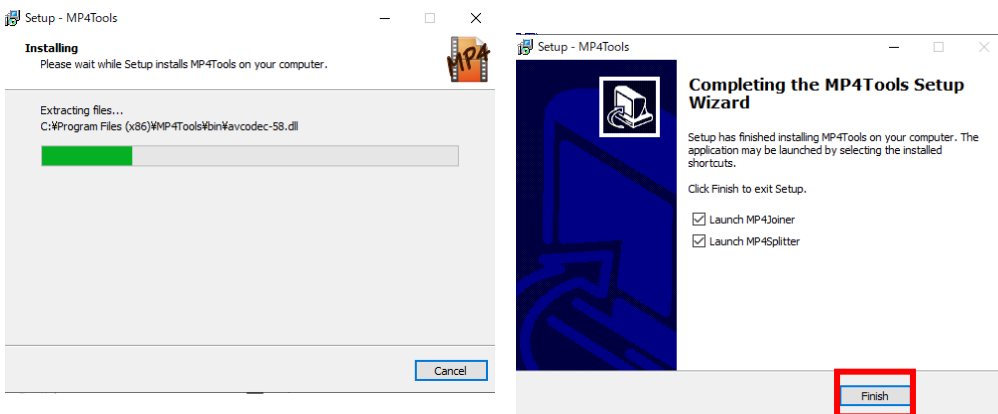 Setup - MP4Tools
Installing
Please wait while Setup installs MP4Tools on your computer.
MP4
Extracting files...
C:¥Program Files (x86)¥MP4Tools¥bin¥avcodec-58.dll
Cancel
Setup - MP4Tools
Completing the MP4Tools Setup
Wizard
Setup has finished installing MP4Tools on your computer. The
application may be launched by selecting the installed
shortcuts.
Click Finish to exit Setup.
Launch MP4Joiner
Launch MP4Splitter
Finish